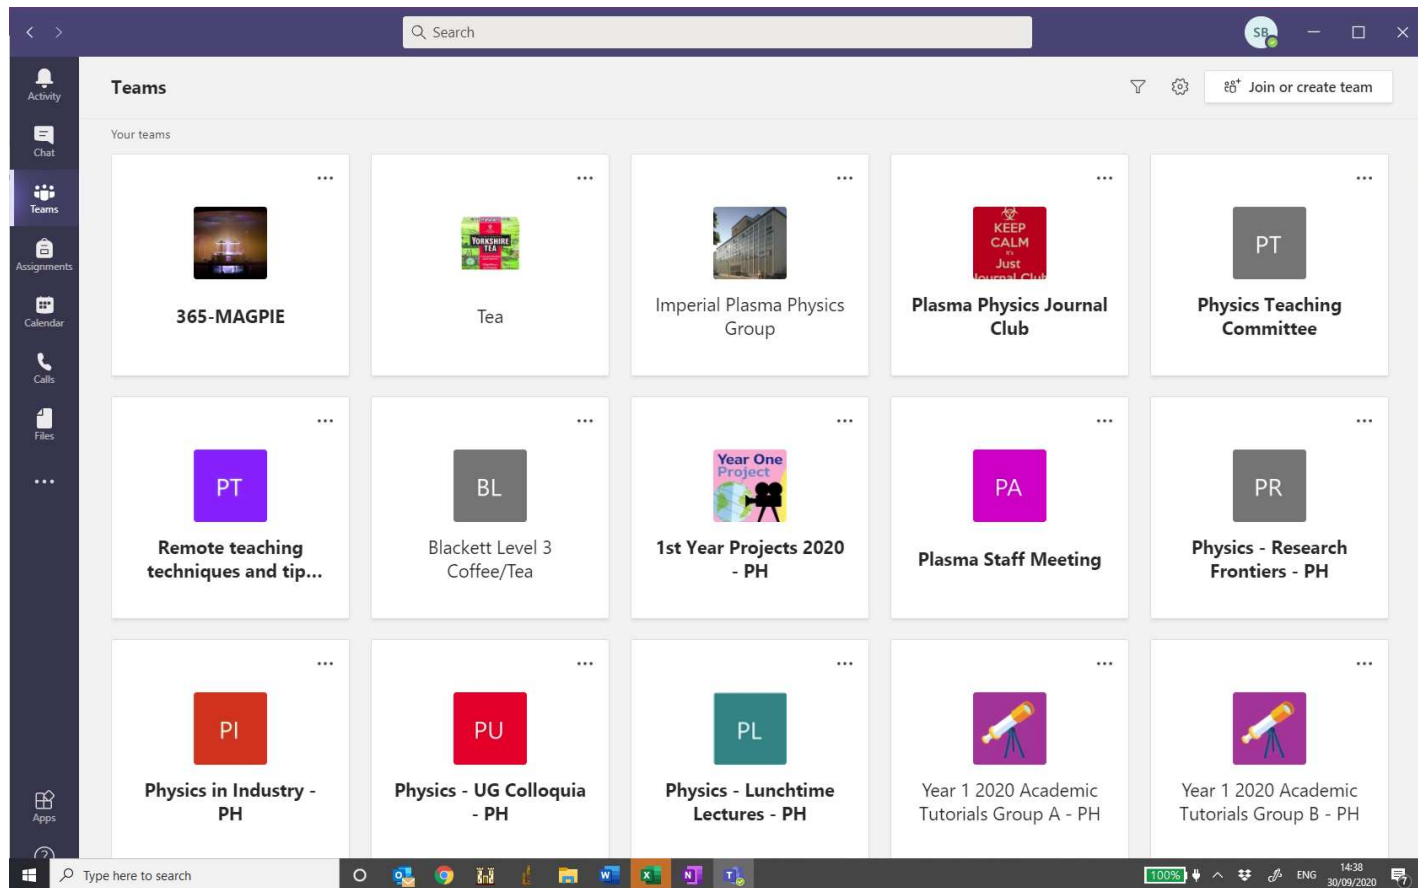 Search
SB
Activity
Chat
Teams
Assignments
Calendar
Calls
Files
Apps
Teams
Join or create team
Your teams
365-MAGPIE
YORKSHIRE
TEA
Tea
Imperial Plasma Physics
Group
KEEP
CALM
It's
Just
Journal Club
Plasma Physics Journal
Club
PT
Physics Teaching
Committee
PT
Remote teaching
techniques and tip...
BL
Blackett Level 3
Coffee/Tea
Year One
Project
1st Year Projects 2020
- PH
PA
Plasma Staff Meeting
PR
Physics - Research
Frontiers - PH
PI
Physics in Industry -
PH
PU
Physics - UG Colloquia
- PH
PL
Physics - Lunchtime
Lectures - PH
Year 1 2020 Academic
Tutorials Group A - PH
Year 1 2020 Academic
Tutorials Group B - PH
Type here to search
100%
ENG
14:38
30/09/2020
7